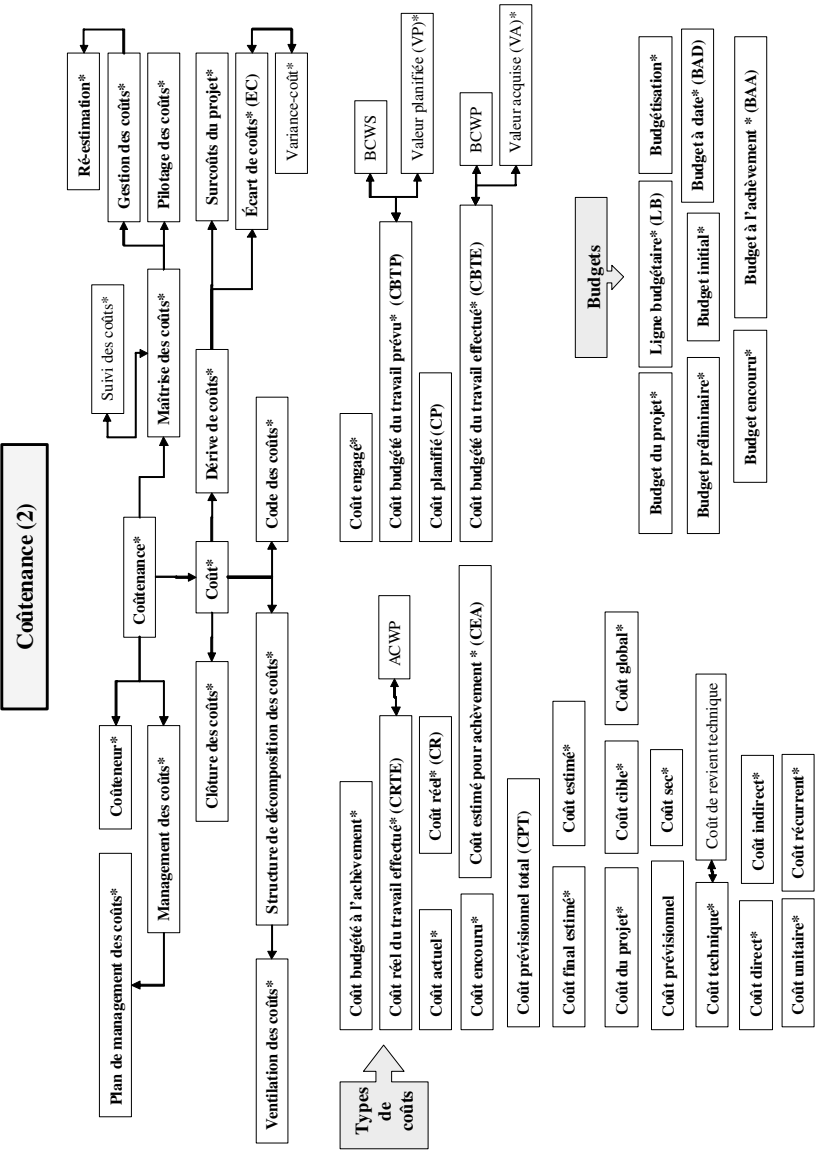 Coûtenance (2)
Plan de management des coûts*
Coûteneur*
Management des coûts*
Coûtenance*
Suivi des coûts*
Maîtrise des coûts*
Ré-estimation*
Gestion des coûts*
Pilotage des coûts*
Clôture des coûts*
Coût*
Dérive de coûts*
Surcoûts du projet*
Écart de coûts* (EC)
Variance-coût*
Ventilation des coûts*
Structure de décomposition des coûts*
Code des coûts*
Types
de
coûts
Coût budgété à l’achèvement*
Coût réel du travail effectué* (CRTE)
ACWP
Coût actuel*
Coût réel* (CR)
Coût encouru*
Coût estimé pour achèvement * (CEA)
Coût prévisionnel total (CPT)
Coût final estimé*
Coût estimé*
Coût du projet*
Coût cible*
Coût global*
Coût prévisionnel
Coût sec*
Coût technique*
Coût de revient technique
Coût direct*
Coût indirect*
Coût unitaire*
Coût récurrent*
Coût engagé*
Coût budgété du travail prévu* (CBTP)
BCWS
Valeur planifiée (VP)*
Coût planifié (CP)
Coût budgété du travail effectué* (CBTE)
BCWP
Valeur acquise (VA)*
Budgets
Budget du projet*
Ligne budgétaire* (LB)
Budgétisation*
Budget préliminaire*
Budget initial*
Budget à date* (BAD)
Budget encouru*
Budget à l’achèvement * (BAA)